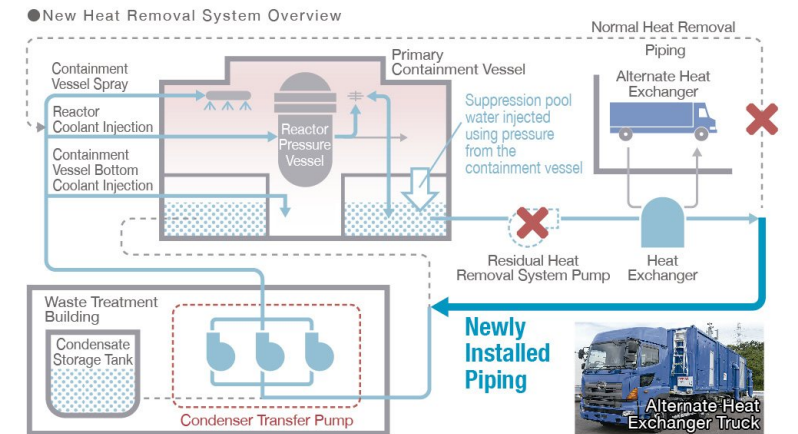 ●New Heat Removal System Overview
Normal Heat Removal
Piping
Primary
Containment Vessel
Alternate Heat
Exchanger
Containment
Vessel Spray
Reactor
Coolant Injection
Containment
Vessel Bottom
Coolant Injection
Reactor
Pressure
Vessel
Suppression pool
water injected
using pressure
from the
containment vessel
Residual Heat
Removal System Pump
Heat
Exchanger
Waste Treatment
Building
Condensate
Storage Tank
Condenser Transfer Pump
Newly
Installed
Piping
Alternate Heat
Exchanger Truck